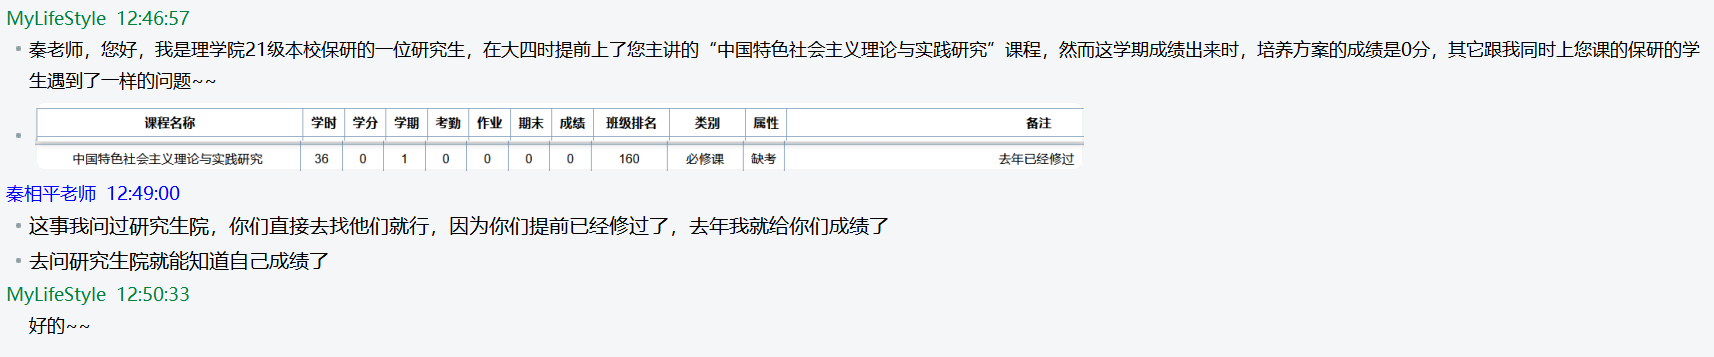 MyLifeStyle 12:46:57
秦老师，您好，我是理学院21级本校保研的一位研究生，在大四时提前上了您主讲的“中国特色社会主义理论与实践研究”课程，然而这学期成绩出来时，培养方案的成绩是0分，其它跟我同时上您课的保研的学
生遇到了一样的问题~~
课程名称 学时 学分 学期 考勤 作业 期末 成绩 班级排名 类别 属性 备注
中国特色社会主义理论与实践研究 36 0 1 0 0 0 0 160 必修课 缺考 去年已经修过
秦相平老师 12:49:00
这事我问过研究生院，你们直接去找他们就行，因为你们提前已经修过了，去年我就给你们成绩了
去问研究生院就能知道自己成绩了
MyLifeStyle 12:50:33
好的~~